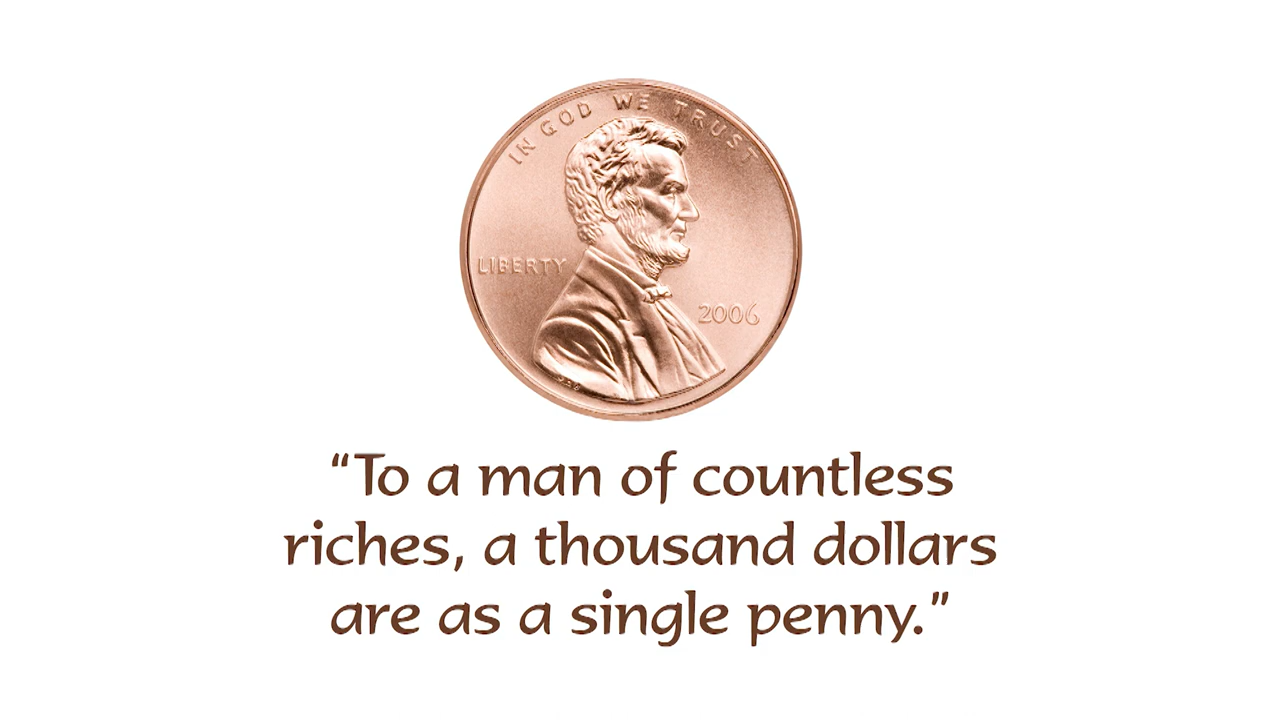 IN GOD WE TRUST
LIBERTY
2006
“To a man of countless
riches, a thousand dollars
are as a single penny.”